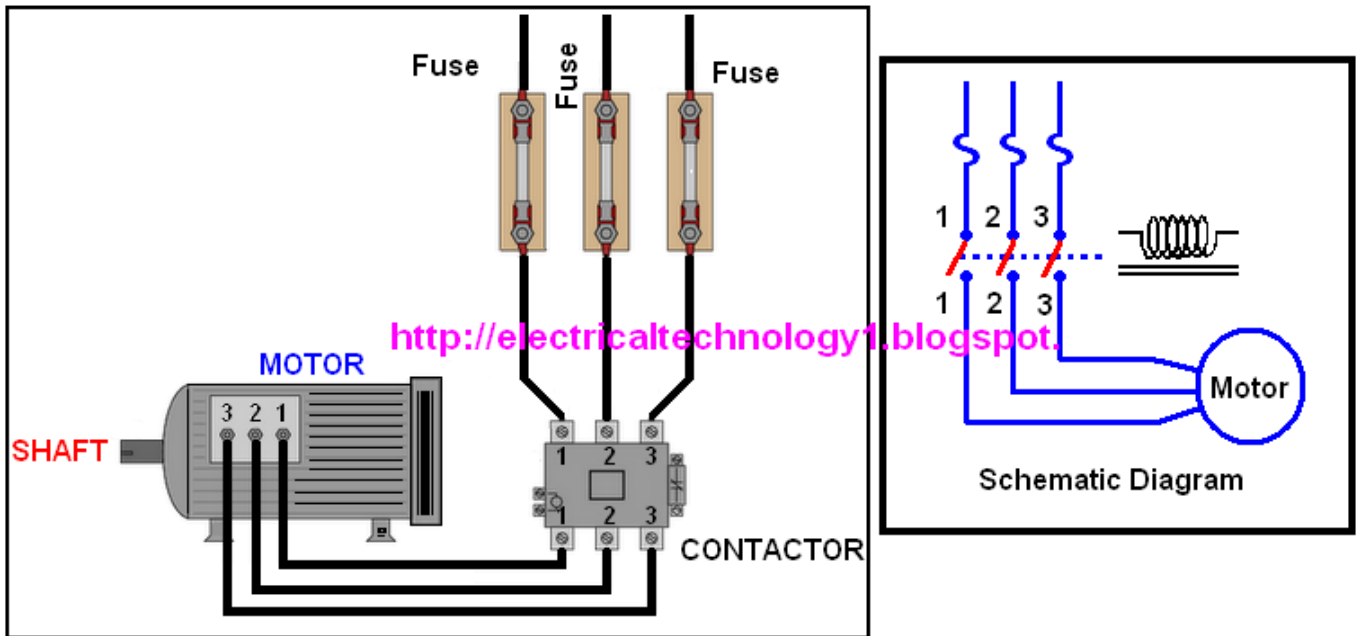 Fuse
Fuse
Fuse
http://electricaltechnology1.blogspot.
MOTOR
3 2 1
SHAFT
1 2 3
1 2 3
CONTACTOR
1 2 3
1 2 3
Motor
Schematic Diagram